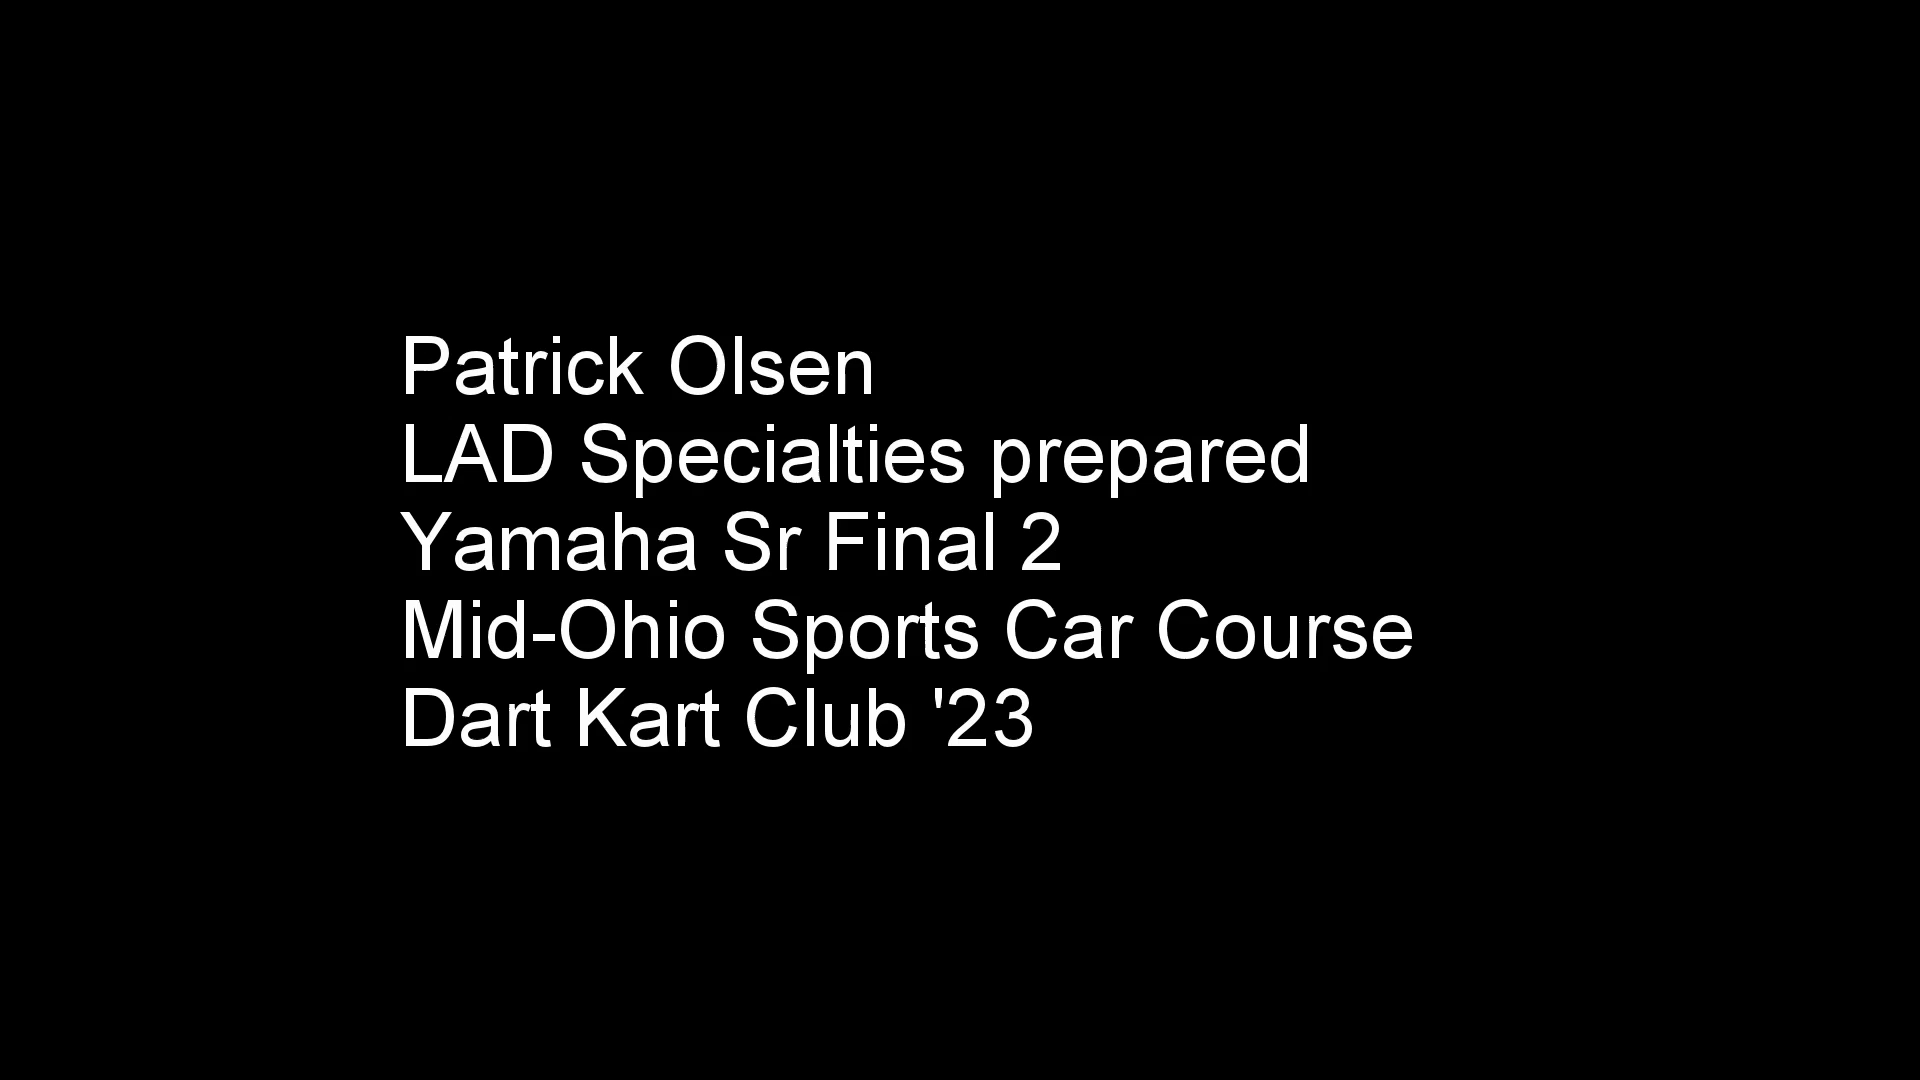 Patrick Olsen
LAD Specialties prepared
Yamaha Sr Final 2
Mid-Ohio Sports Car Course
Dart Kart Club '23